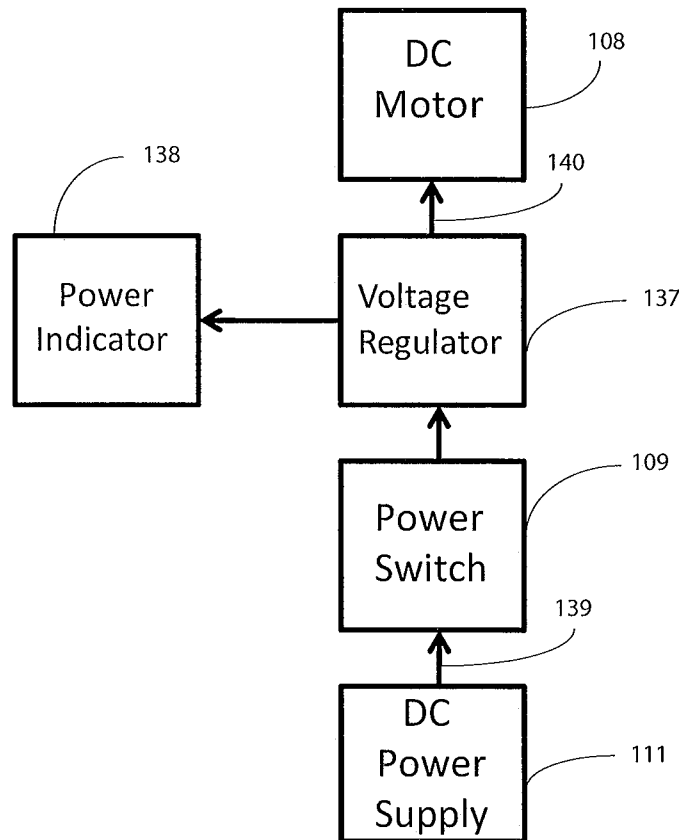 DC
Motor
108
140
138
Power
Indicator
Voltage
Regulator
137
Power
Switch
109
139
DC
Power
Supply
111